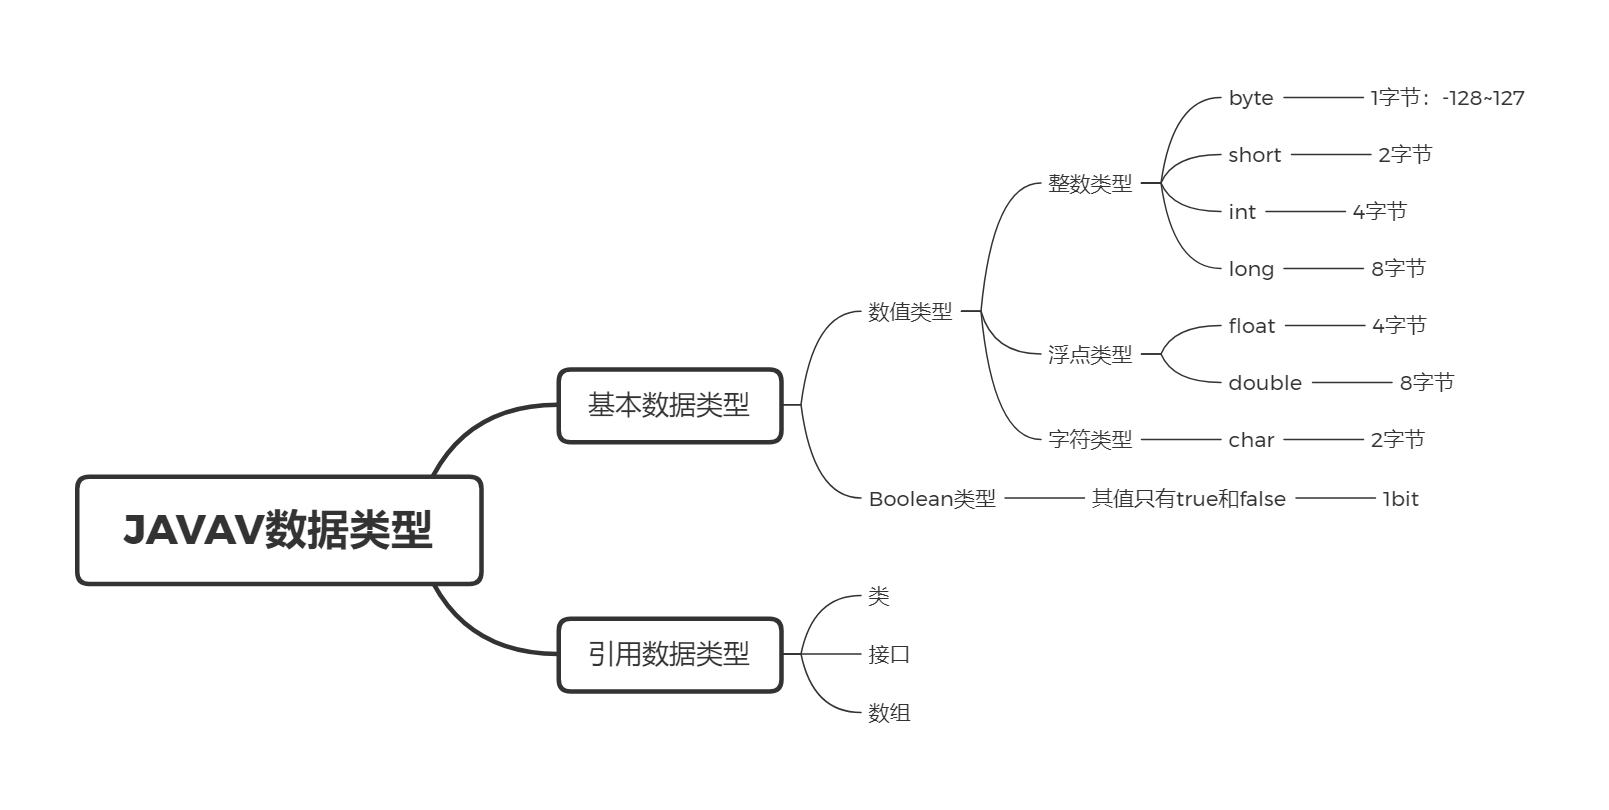 JAVAV数据类型
基本数据类型
数值类型
整数类型
byte
1字节：-128~127
short
2字节
int
4字节
long
8字节
浮点类型
float
4字节
double
8字节
字符类型
char
2字节
Boolean类型
其值只有true和false
1bit
引用数据类型
类
接口
数组